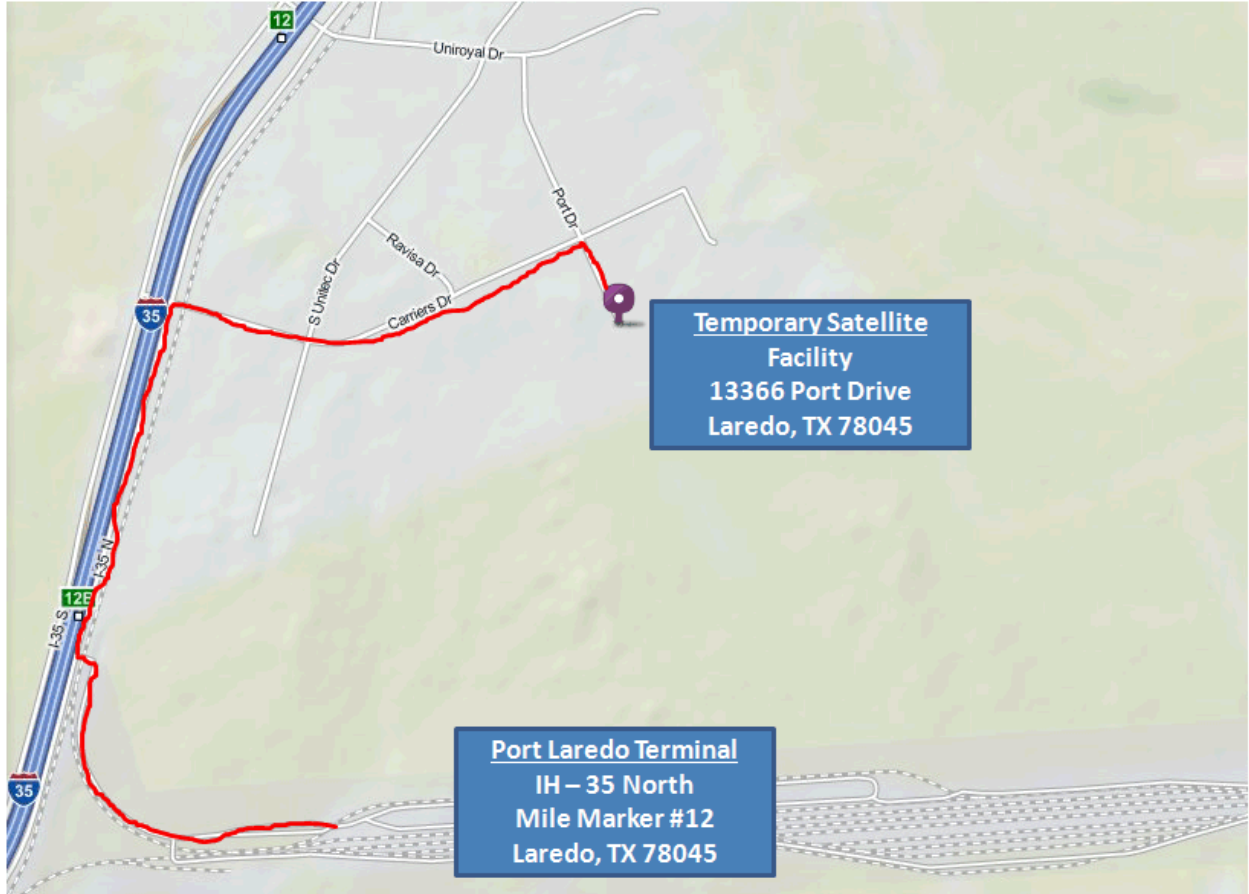 12
Uniroyal Dr
Port Dr
Ravisa Dr
S Unitec Dr
Carriers Dr
35
Temporary Satellite
Facility
13366 Port Drive
Laredo, TX 78045
I-35 N
12B
I-35 S
35
Port Laredo Terminal
IH – 35 North
Mile Marker #12
Laredo, TX 78045